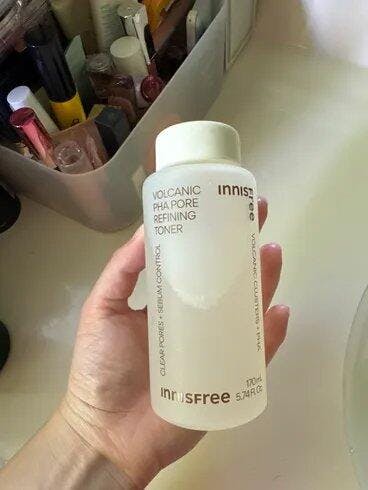 VOLCANIC
PHA PORE
REFINING
TONER
INNISFree
CLEAR PORES + SEBUM CONTROL
VOLCANIC CLUSTERS + PHA
INNISFree
170mL
5.74 Fl. Oz.